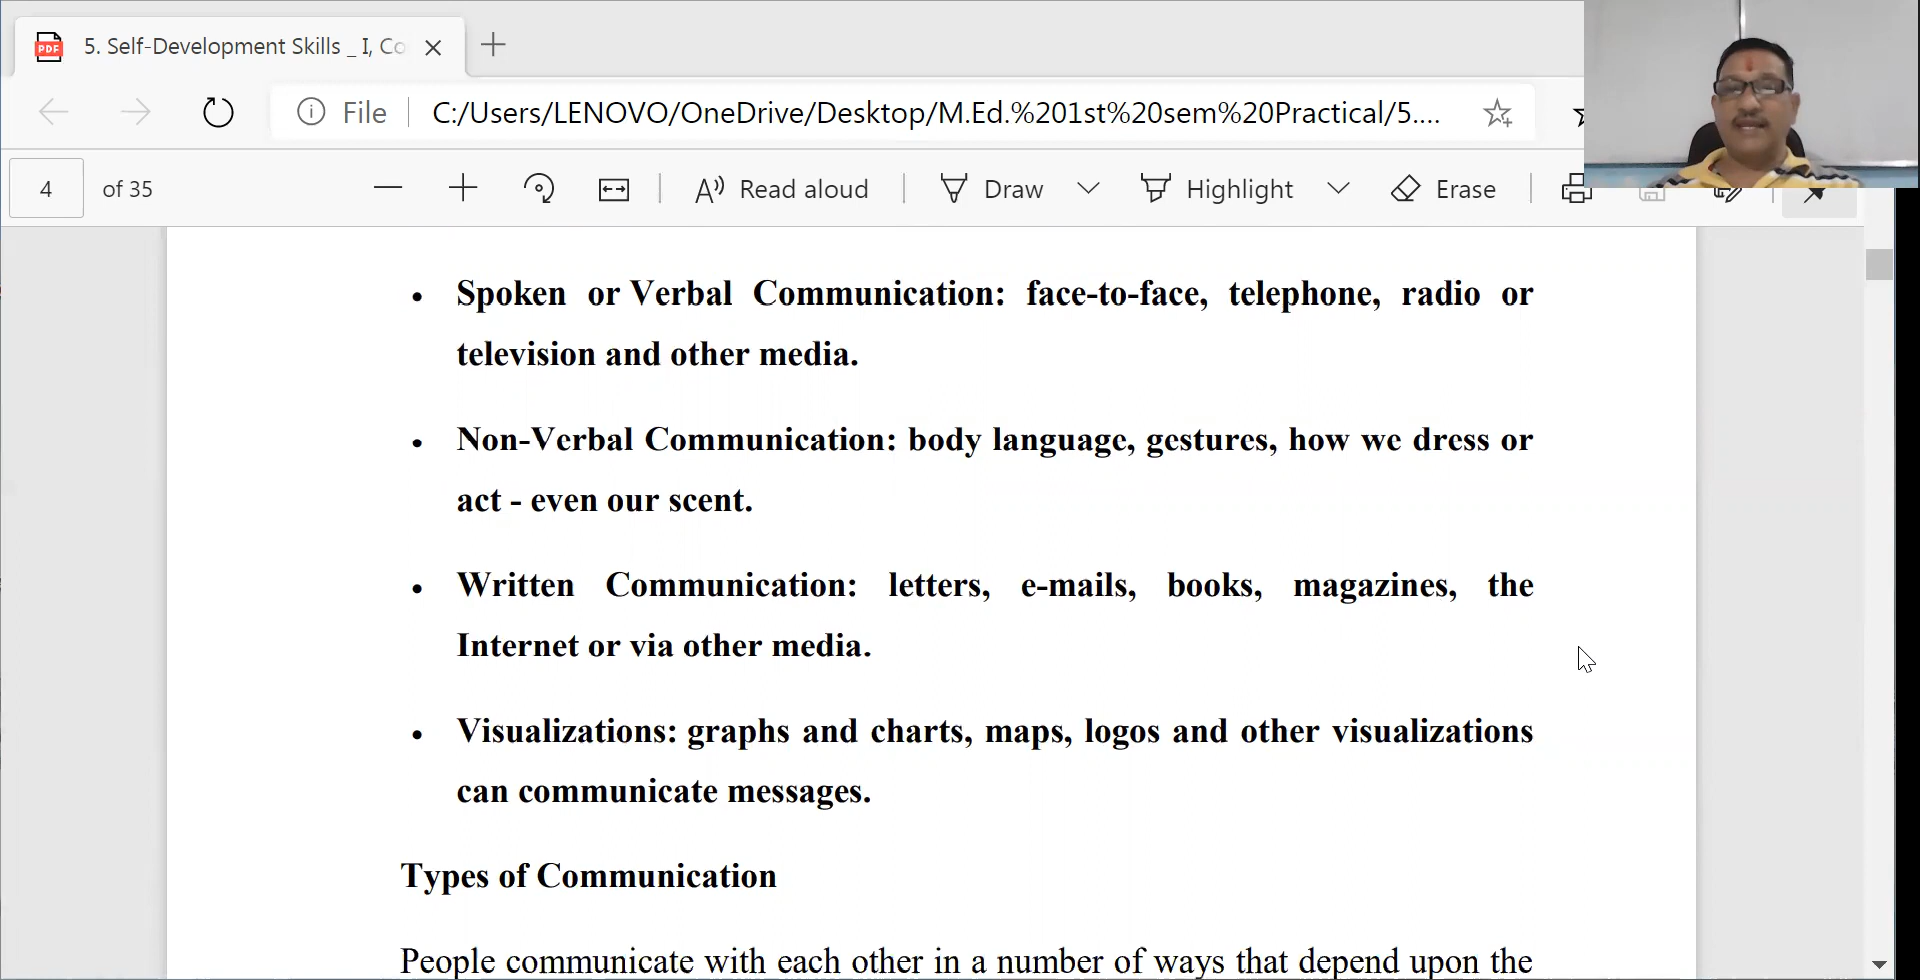 5. Self-Development Skills _ I, Co
File
C:/Users/LENOVO/OneDrive/Desktop/M.Ed.%201st%20sem%20Practical/5....
4 of 35
Read aloud
Draw
Highlight
Erase
• Spoken or Verbal Communication: face-to-face, telephone, radio or
television and other media.
• Non-Verbal Communication: body language, gestures, how we dress or
act - even our scent.
• Written Communication: letters, e-mails, books, magazines, the
Internet or via other media.
• Visualizations: graphs and charts, maps, logos and other visualizations
can communicate messages.
Types of Communication
People communicate with each other in a number of ways that depend upon the